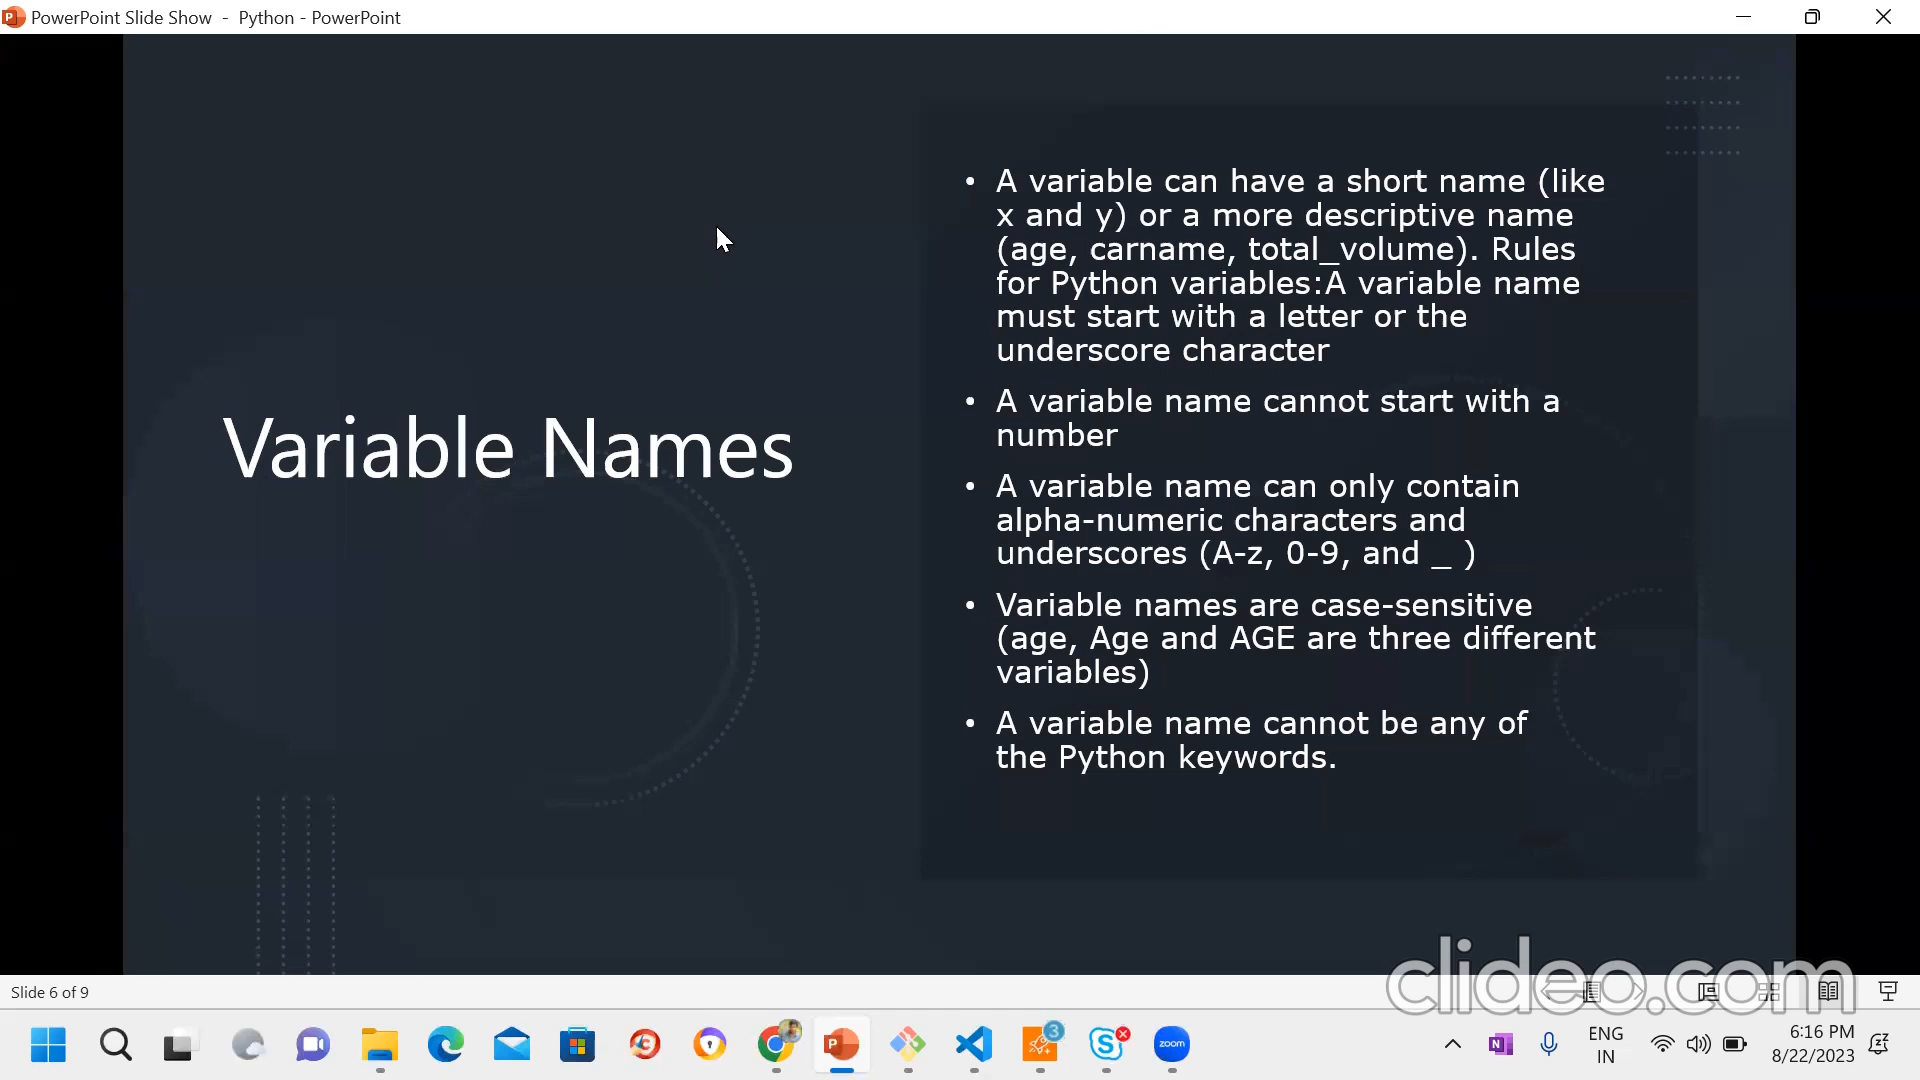 PowerPoint Slide Show - Python - PowerPoint
Variable Names
• A variable can have a short name (like
x and y) or a more descriptive name
(age, carname, total_volume). Rules
for Python variables:A variable name
must start with a letter or the
underscore character
• A variable name cannot start with a
number
• A variable name can only contain
alpha-numeric characters and
underscores (A-z, 0-9, and _ )
• Variable names are case-sensitive
(age, Age and AGE are three different
variables)
• A variable name cannot be any of
the Python keywords.
clideo.com
Slide 6 of 9
zoom
3
ENG
IN
6:16 PM
8/22/2023